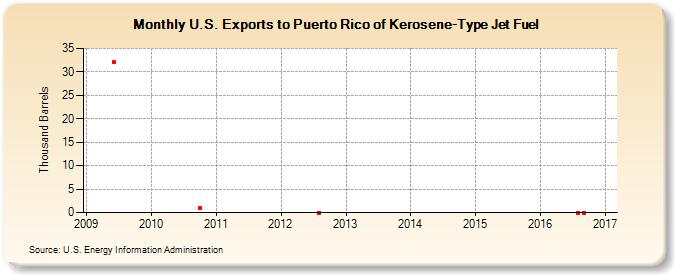 Monthly U.S. Exports to Puerto Rico of Kerosene-Type Jet Fuel
Thousand Barrels
35
30
25
20
15
10
5
0
2009 2010 2011 2012 2013 2014 2015 2016 2017
Source: U.S. Energy Information Administration